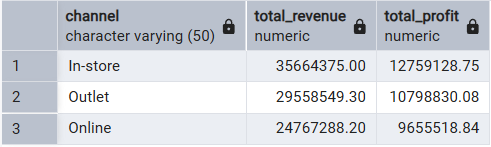 channel total_revenue total_profit
character varying (50) numeric numeric
1 In-store 35664375.00 12759128.75
2 Outlet 29558549.30 10798830.08
3 Online 24767288.20 9655518.84